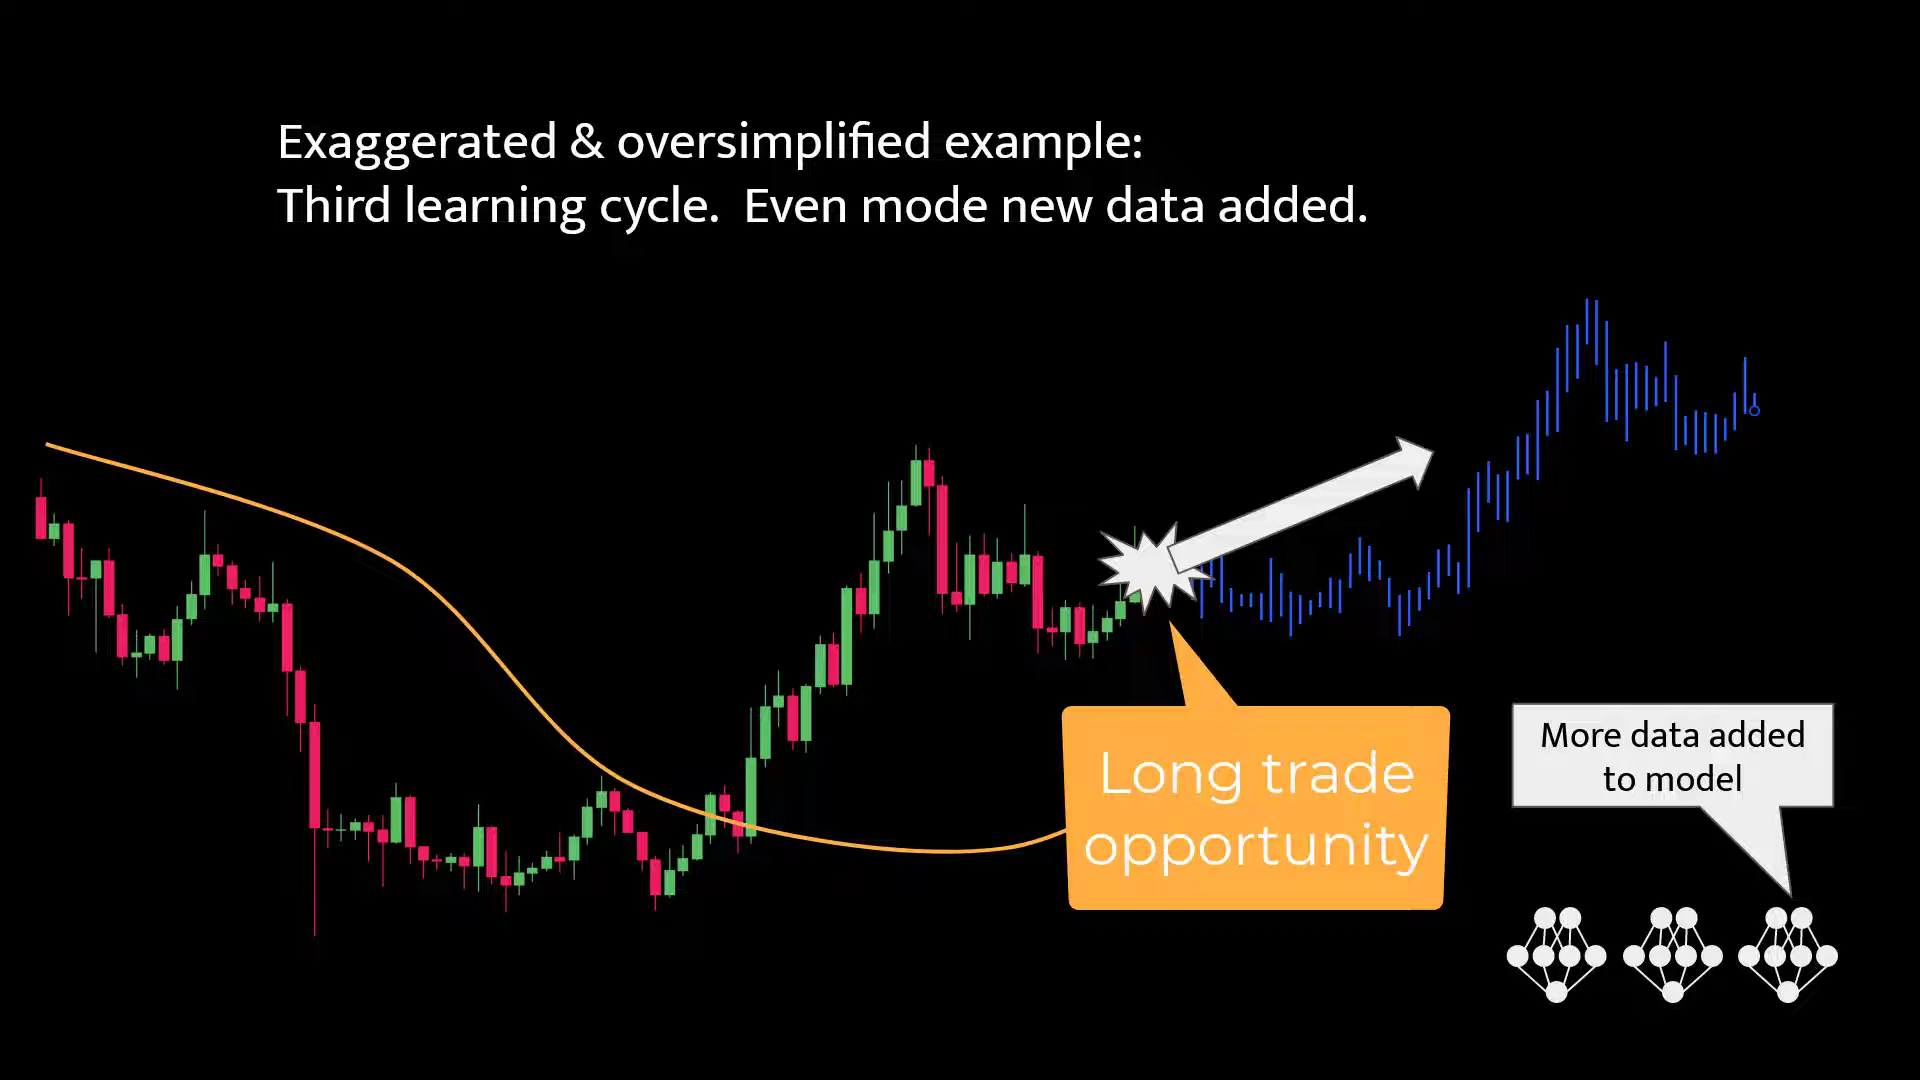 Exaggerated & oversimplified example:
Third learning cycle.  Even mode new data added.
Long trade
opportunity
More data added
to model